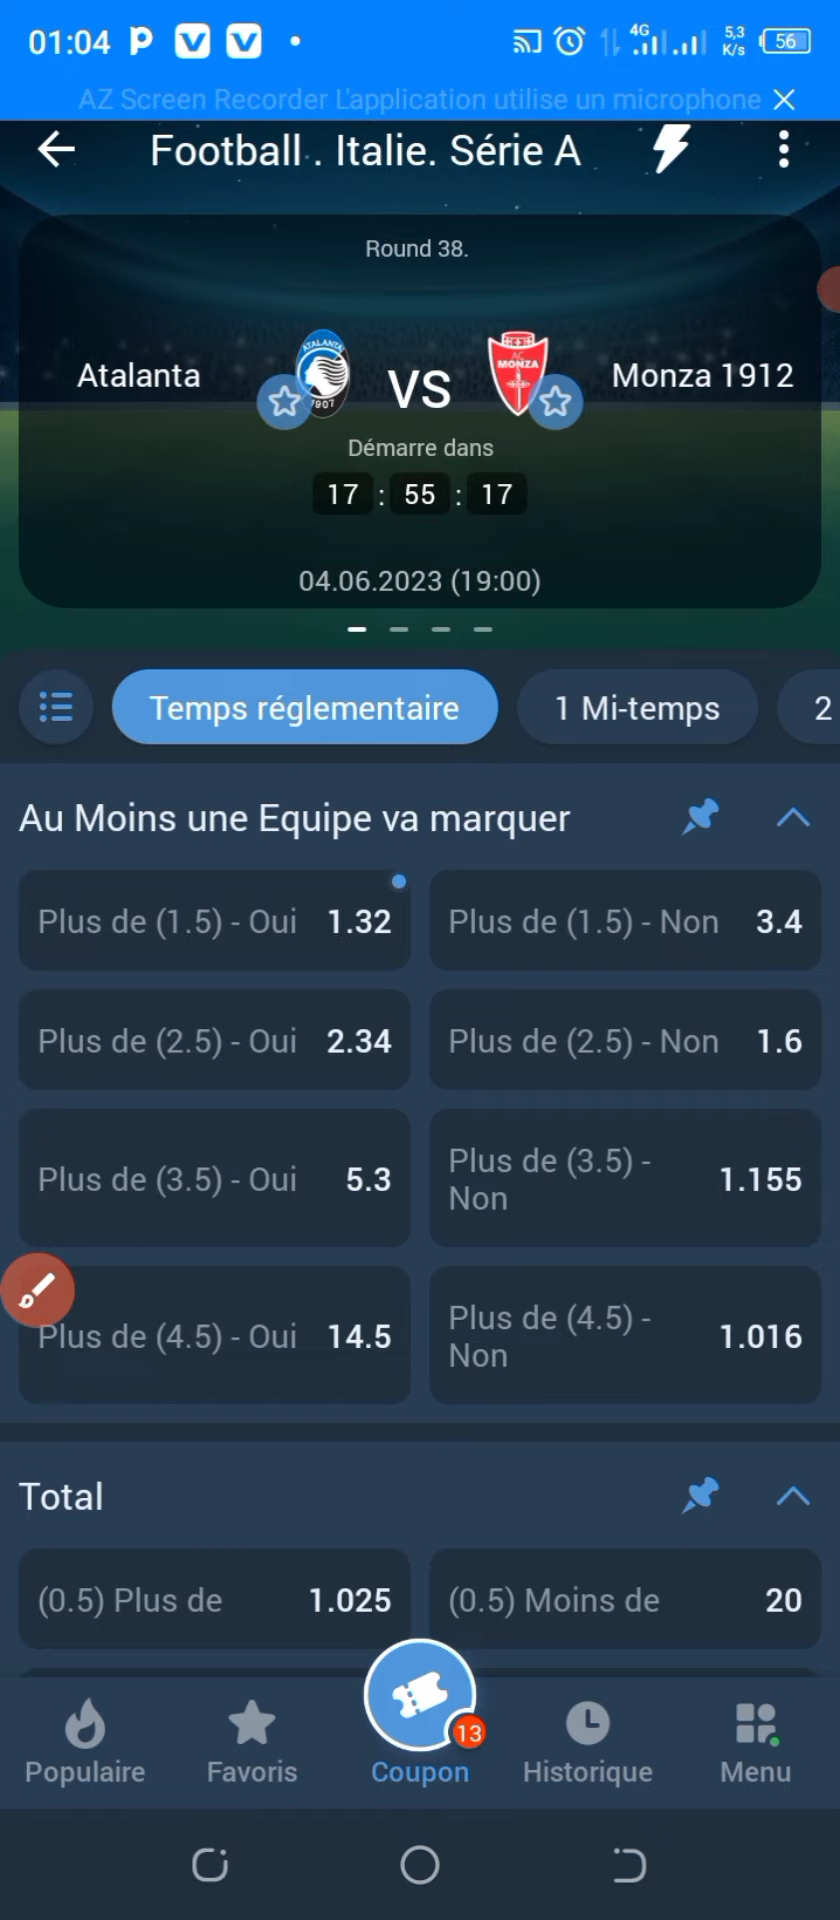 01:04
4G
5,3
K/s
56
AZ Screen Recorder L'application utilise un microphone
Football . Italie. Série A
Round 38.
Atalanta
ATALANTA
1907
VS
AC
MONZA
Monza 1912
Démarre dans
17 : 55 : 17
04.06.2023 (19:00)
Temps réglementaire
1 Mi-temps
2
Au Moins une Equipe va marquer
Plus de (1.5) - Oui 1.32
Plus de (1.5) - Non 3.4
Plus de (2.5) - Oui 2.34
Plus de (2.5) - Non 1.6
Plus de (3.5) - Oui 5.3
Plus de (3.5) -
Non
1.155
Plus de (4.5) - Oui 14.5
Plus de (4.5) -
Non
1.016
Total
(0.5) Plus de 1.025
(0.5) Moins de 20
13
Populaire
Favoris
Coupon
Historique
Menu